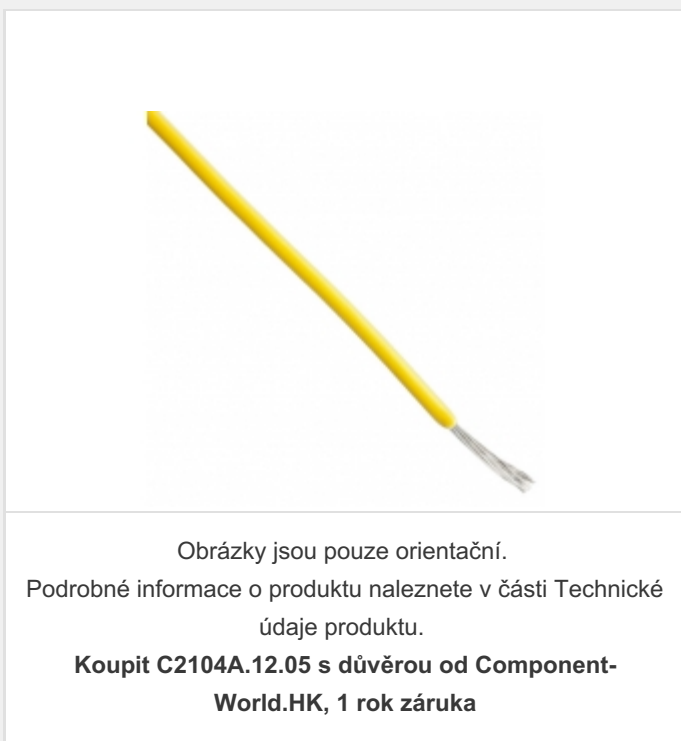 Obrázky jsou pouze orientační.
Podrobné informace o produktu naleznete v části Technické
údaje produktu.
Koupit C2104A.12.05 s důvěrou od Component-
World.HK, 1 rok záruka